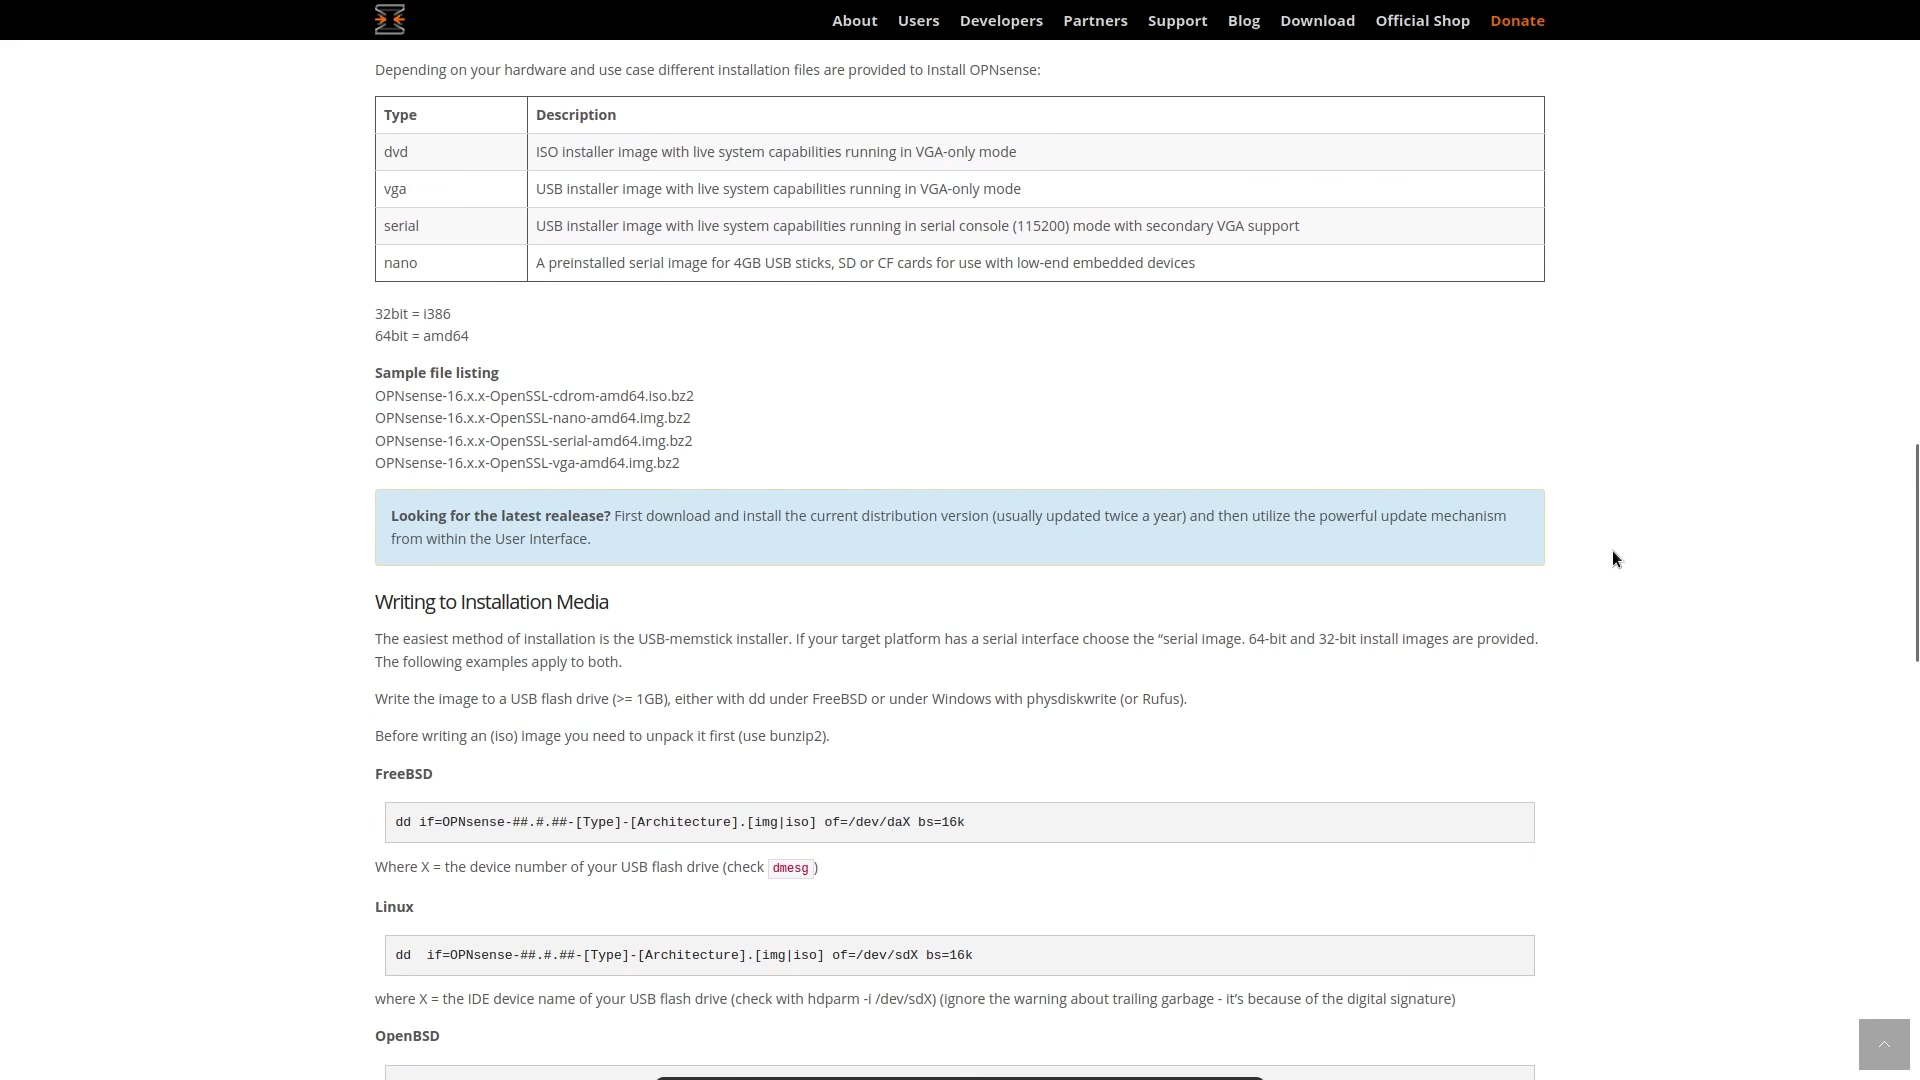 About Users Developers Partners Support Blog Download Official Shop Donate
Depending on your hardware and use case different installation files are provided to Install OPNsense:
Type Description
dvd ISO installer image with live system capabilities running in VGA-only mode
vga USB installer image with live system capabilities running in VGA-only mode
serial USB installer image with live system capabilities running in serial console (115200) mode with secondary VGA support
nano A preinstalled serial image for 4GB USB sticks, SD or CF cards for use with low-end embedded devices
32bit = i386
64bit = amd64
Sample file listing
OPNsense-16.x.x-OpenSSL-cdrom-amd64.iso.bz2
OPNsense-16.x.x-OpenSSL-nano-amd64.img.bz2
OPNsense-16.x.x-OpenSSL-serial-amd64.img.bz2
OPNsense-16.x.x-OpenSSL-vga-amd64.img.bz2
Looking for the latest realease? First download and install the current distribution version (usually updated twice a year) and then utilize the powerful update mechanism
from within the User Interface.
Writing to Installation Media
The easiest method of installation is the USB-memstick installer. If your target platform has a serial interface choose the “serial image. 64-bit and 32-bit install images are provided.
The following examples apply to both.
Write the image to a USB flash drive (>= 1GB), either with dd under FreeBSD or under Windows with physdiskwrite (or Rufus).
Before writing an (iso) image you need to unpack it first (use bunzip2).
FreeBSD
dd if=OPNsense-##.#.##-[Type]-[Architecture].[img|iso] of=/dev/daX bs=16k
Where X = the device number of your USB flash drive (check dmesg)
Linux
dd  if=OPNsense-##.#.##-[Type]-[Architecture].[img|iso] of=/dev/sdX bs=16k
where X = the IDE device name of your USB flash drive (check with hdparm -i /dev/sdX) (ignore the warning about trailing garbage - it’s because of the digital signature)
OpenBSD